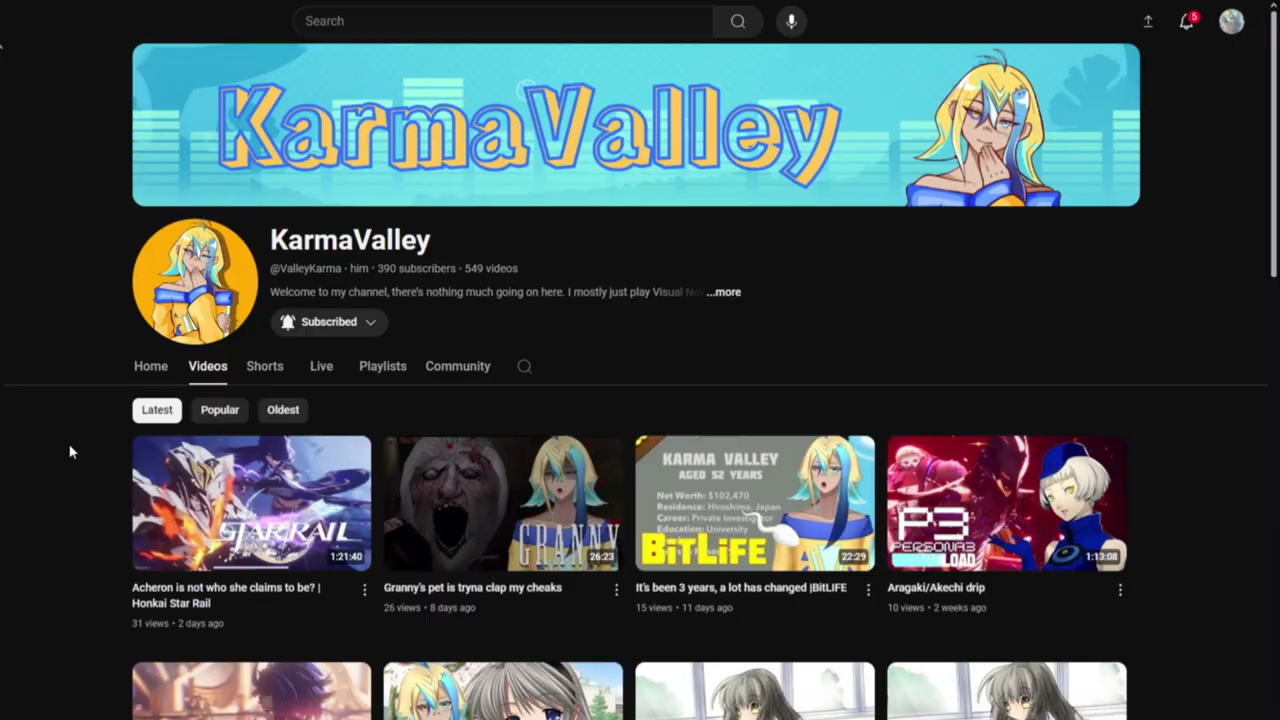 Search
5
KarmaValley
KarmaValley
@ValleyKarma · him · 390 subscribers · 549 videos
Welcome to my channel, there's nothing much going on here. I mostly just play Visual No ...more
Subscribed
Home Videos Shorts Live Playlists Community
Latest Popular Oldest
HONKAI
STAR RAIL
1:21:40
GRANNY
26:23
KARMA VALLEY
AGED 52 YEARS
Net Worth: $102,470
Residence: Hiroshima, Japan
Career: Private Investigator
Education: University
BITLIFE
22:29
P3
PERSONA3
RELOAD
1:13:08
Acheron is not who she claims to be? |
Honkai Star Rail
31 views · 2 days ago
Granny's pet is tryna clap my cheaks
26 views · 8 days ago
It's been 3 years, a lot has changed |BitLIFE
15 views · 11 days ago
Aragaki/Akechi drip
10 views · 2 weeks ago